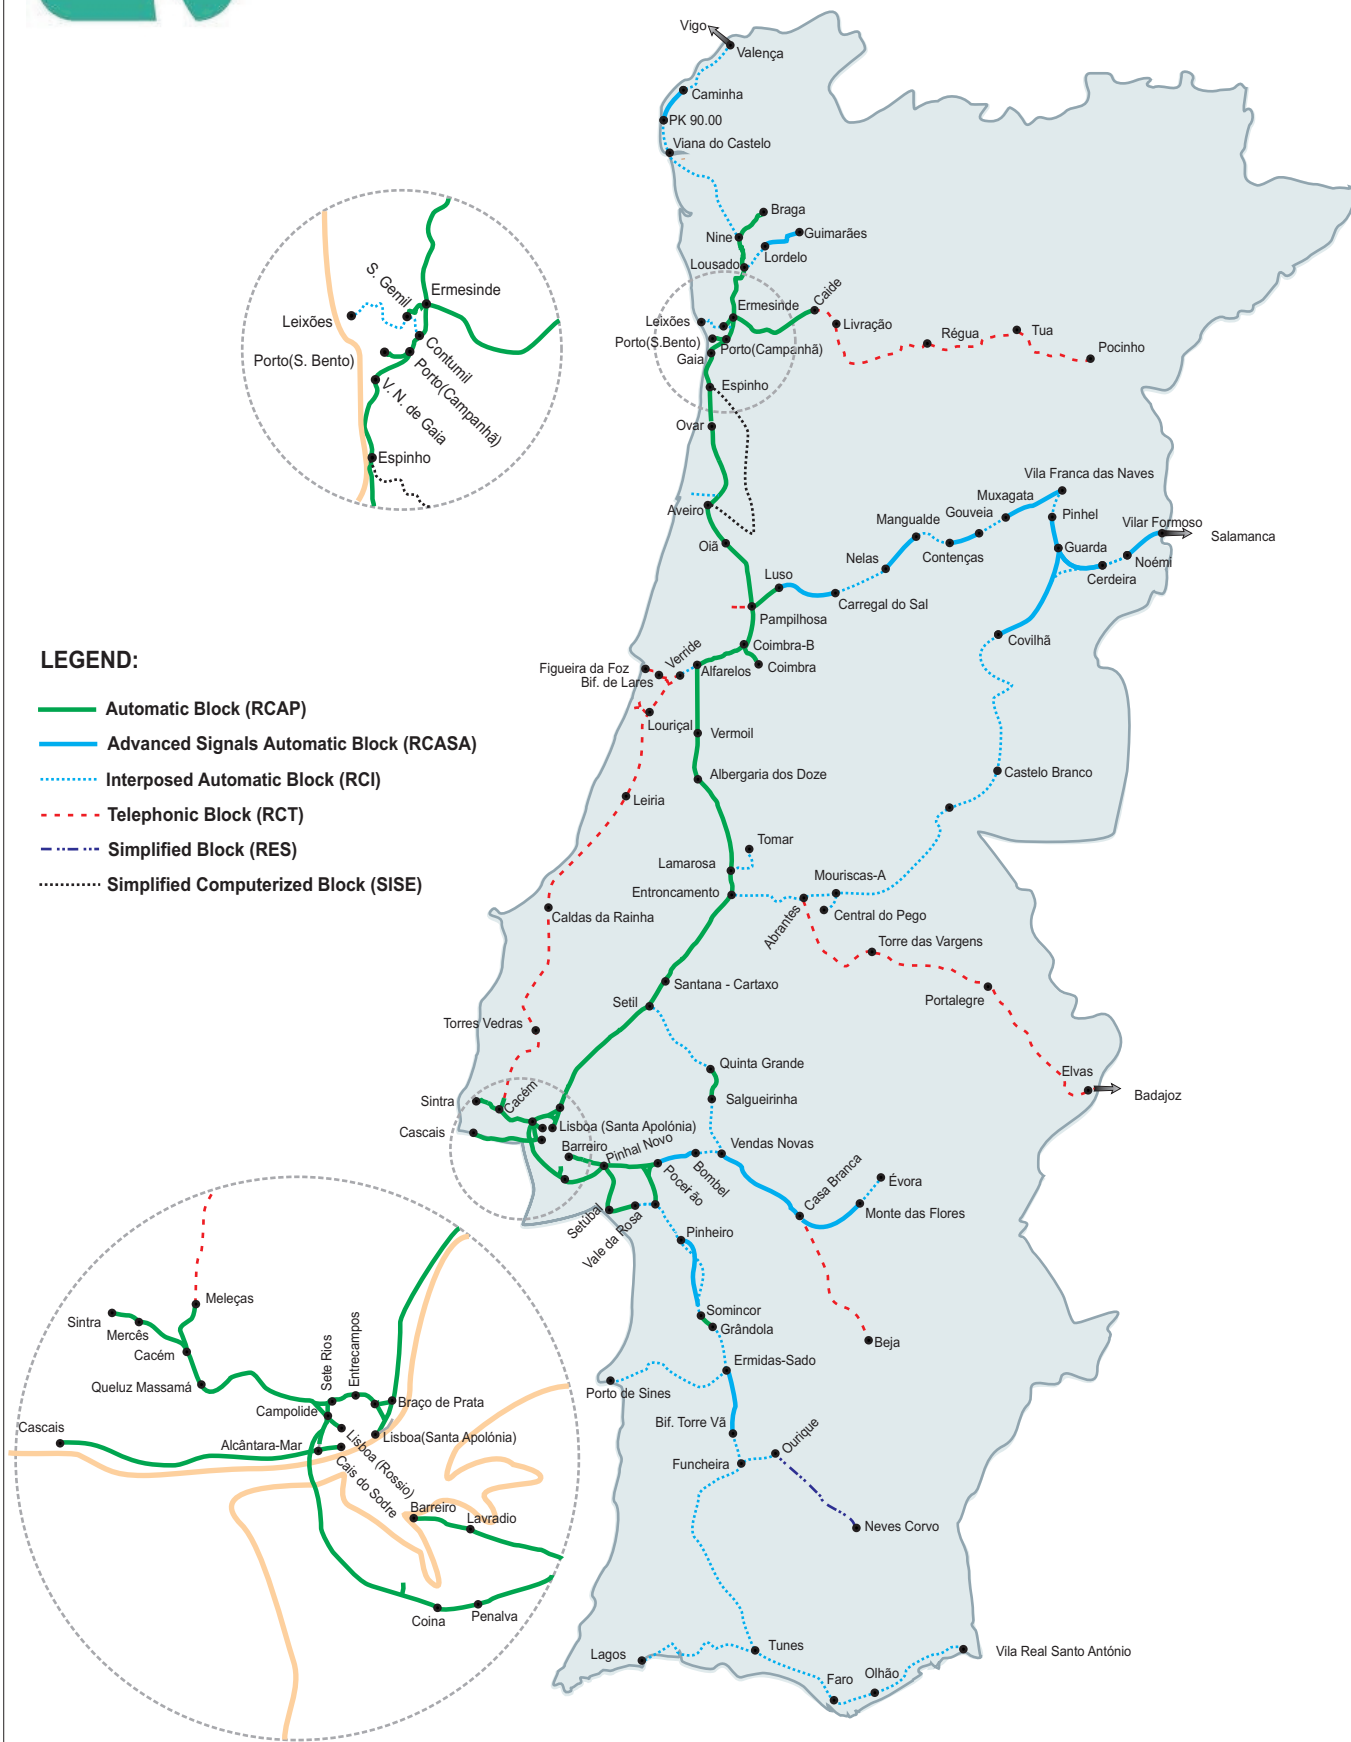 Vigo
Valença
Caminha
PK 90.00
Viana do Castelo
Braga
Nine
Guimarães
Lordelo
Lousado
Ermesinde
Caide
Leixões
Livração
Régua
Tua
Porto(S.Bento)
Porto(Campanhã)
Pocinho
Gaia
Espinho
Ovar
S. Gemil
Ermesinde
Leixões
Contumil
Porto(S. Bento)
Porto(Campanhã)
V. N. de Gaia
Espinho
Vila Franca das Naves
Muxagata
Aveiro
Gouveia
Pinhel
Mangualde
Vilar Formoso
Salamanca
Oiã
Contenças
Guarda
Nelas
Noémi
Luso
Cerdeira
Carregal do Sal
Pampilhosa
Covilhã
Coimbra-B
Verride
Figueira da Foz
Alfarelos
Coimbra
Bif. de Lares
Louriçal
Vermoil
Albergaria dos Doze
Castelo Branco
Leiria
LEGEND:
Automatic Block (RCAP)
Advanced Signals Automatic Block (RCASA)
Interposed Automatic Block (RCI)
Telephonic Block (RCT)
Simplified Block (RES)
Simplified Computerized Block (SISE)
Tomar
Lamarosa
Mouriscas-A
Entroncamento
Abrantes
Central do Pego
Caldas da Rainha
Torre das Vargens
Santana - Cartaxo
Portalegre
Setil
Torres Vedras
Quinta Grande
Elvas
Badajoz
Sintra
Cacém
Salgueirinha
Cascais
Lisboa (Santa Apolónia)
Barreiro
Pinhal Novo
Vendas Novas
Bombel
Pocer ão
Casa Branca
Évora
Monte das Flores
Setúbal
Vale da Rosa
Pinheiro
Somincor
Grândola
Beja
Ermidas-Sado
Porto de Sines
Bif. Torre Vã
Ourique
Funcheira
Neves Corvo
Meleças
Sintra
Mercês
Cacém
Sete Rios
Entrecampos
Queluz Massamá
Braço de Prata
Campolide
Cascais
Alcântara-Mar
Lisboa(Santa Apolónia)
Lisboa (Rossio)
Cais do Sodre
Barreiro
Lavradio
Coina
Penalva
Lagos
Tunes
Vila Real Santo António
Olhão
Faro